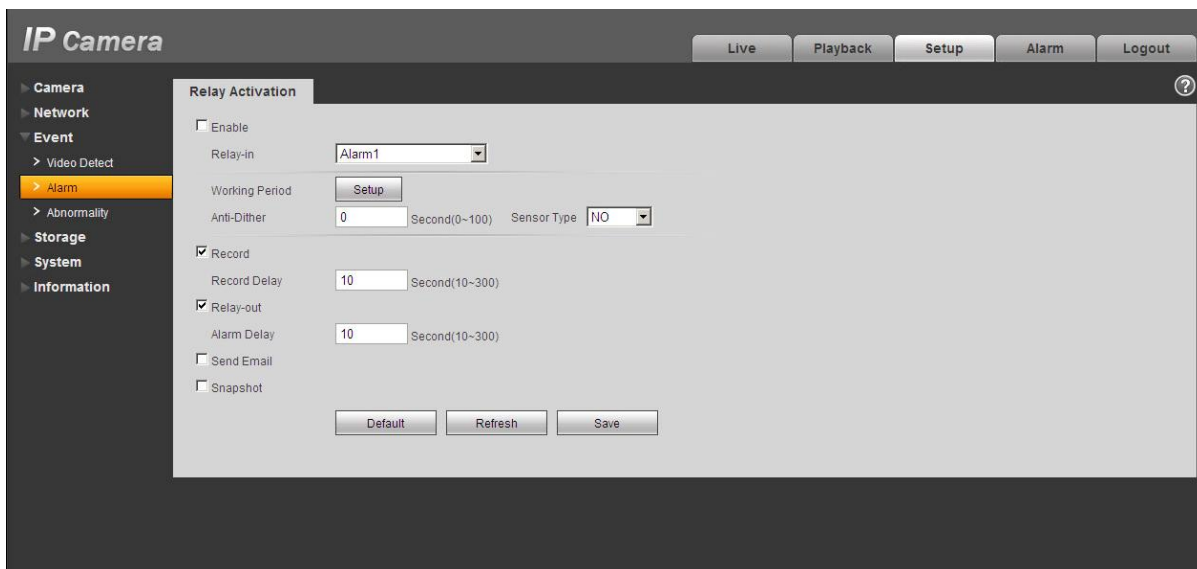 IP Camera
Live Playback Setup Alarm Logout
Camera
Network
Event
> Video Detect
> Alarm
> Abnormality
Storage
System
Information
Relay Activation
?
Enable
Relay-in Alarm1
Working Period Setup
Anti-Dither 0 Second(0~100) Sensor Type NO
Record
Record Delay 10 Second(10~300)
Relay-out
Alarm Delay 10 Second(10~300)
Send Email
Snapshot
Default Refresh Save